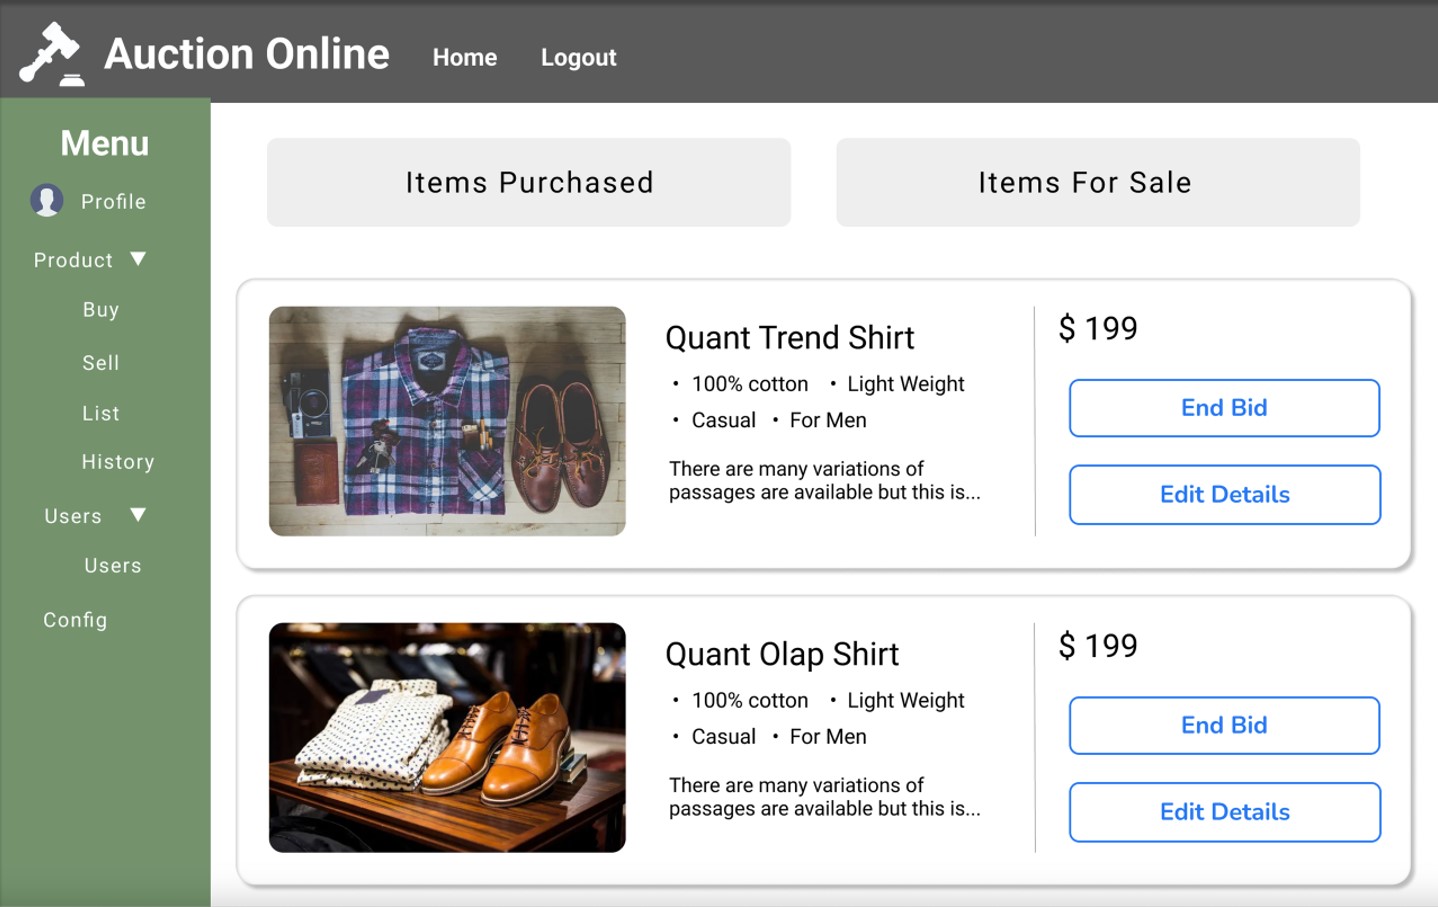 Auction Online Home Logout
Menu
Profile
Product ▼
Buy
Sell
List
History
Users ▼
Users
Config
Items Purchased
Items For Sale
Quant Trend Shirt
• 100% cotton • Light Weight
• Casual • For Men
There are many variations of
passages are available but this is...
$ 199
End Bid
Edit Details
Quant Olap Shirt
• 100% cotton • Light Weight
• Casual • For Men
There are many variations of
passages are available but this is...
$ 199
End Bid
Edit Details